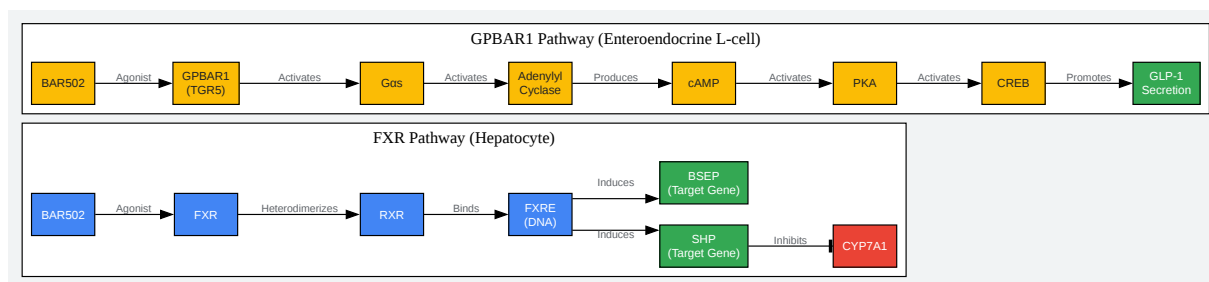 GPBAR1 Pathway (Enteroendocrine L-cell)
BAR502
Agonist
GPBAR1
(TGR5)
Activates
Gαs
Activates
Adenylyl
Cyclase
Produces
cAMP
Activates
PKA
Activates
CREB
Promotes
GLP-1
Secretion
FXR Pathway (Hepatocyte)
BAR502
Agonist
FXR
Heterodimerizes
RXR
Binds
FXRE
(DNA)
Induces
BSEP
(Target Gene)
Induces
SHP
(Target Gene)
Inhibits
CYP7A1